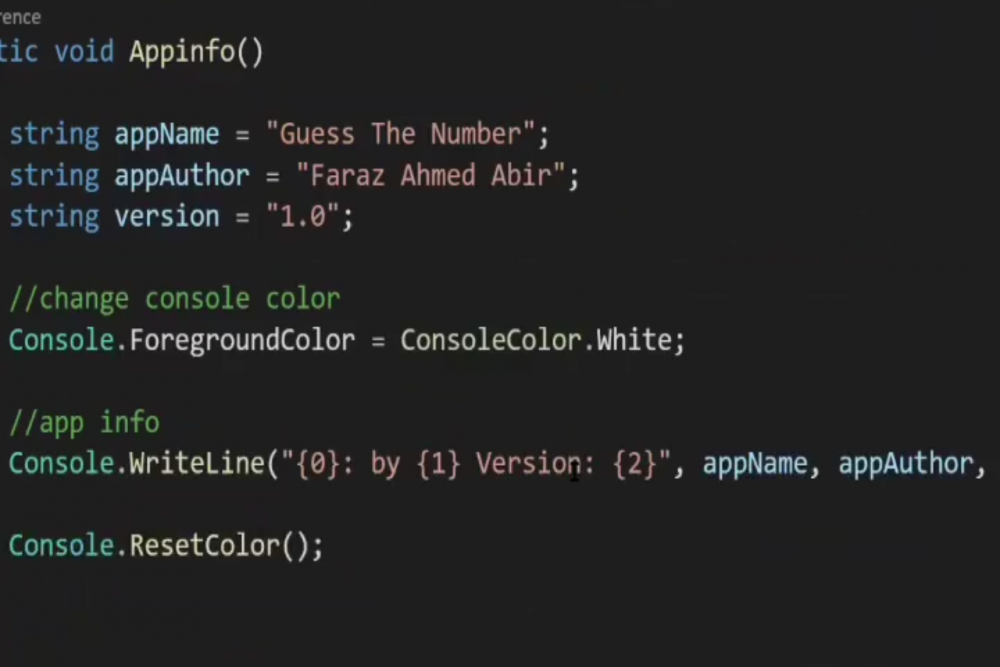 rence
tic void Appinfo()
string appName = "Guess The Number";
string appAuthor = "Faraz Ahmed Abir";
string version = "1.0";
//change console color
Console.ForegroundColor = ConsoleColor.White;
//app info
Console.WriteLine("{0}: by {1} Version: {2}", appName, appAuthor,
Console.ResetColor();